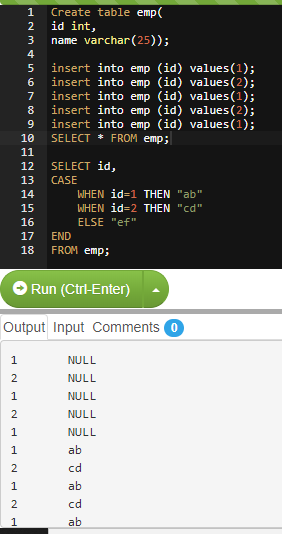 1 Create table emp(
2 id int,
3 name varchar(25));
4
5 insert into emp (id) values(1);
6 insert into emp (id) values(2);
7 insert into emp (id) values(1);
8 insert into emp (id) values(2);
9 insert into emp (id) values(1);
10 SELECT * FROM emp;
11
12 SELECT id,
13 CASE
14 WHEN id=1 THEN "ab"
15 WHEN id=2 THEN "cd"
16 ELSE "ef"
17 END
18 FROM emp;
Run (Ctrl-Enter)
Output Input Comments 0
1 NULL
2 NULL
1 NULL
2 NULL
1 NULL
1 ab
2 cd
1 ab
2 cd
1 ab